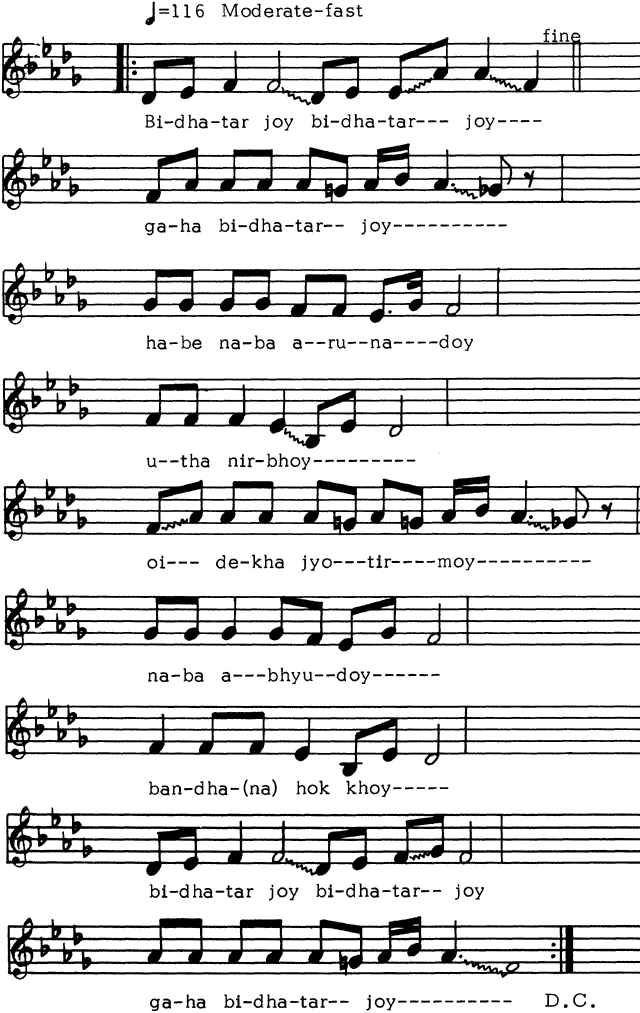 ♩=116 Moderate-fast
fine
Bi-dha-tar joy bi-dha-tar--- joy----
ga-ha bi-dha-tar-- joy----------
ha-be na-ba a--ru--na----doy
u--tha nir-bhoy---------
oi--- de-kha jyo---tir----moy----------
na-ba a---bhyu--doy------
ban-dha-(na) hok khoy-----
bi-dha-tar joy bi-dha-tar-- joy
ga-ha bi-dha-tar-- joy---------- D.C.